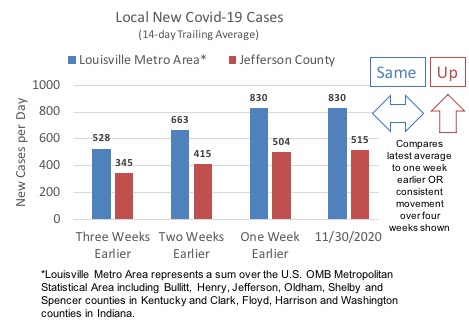 Local New Covid-19 Cases
(14-day Trailing Average)
Louisville Metro Area* Jefferson County
Same Up
1000
800
600
400
200
0
New Cases per Day
528 345
663 415
830 504
830 515
Three Weeks Earlier
Two Weeks Earlier
One Week Earlier
11/30/2020
Compares
latest average
to one week
earlier OR
consistent
movement
over four
weeks shown
*Louisville Metro Area represents a sum over the U.S. OMB Metropolitan
Statistical Area including Bullitt, Henry, Jefferson, Oldham, Shelby and
Spencer counties in Kentucky and Clark, Floyd, Harrison and Washington
counties in Indiana.